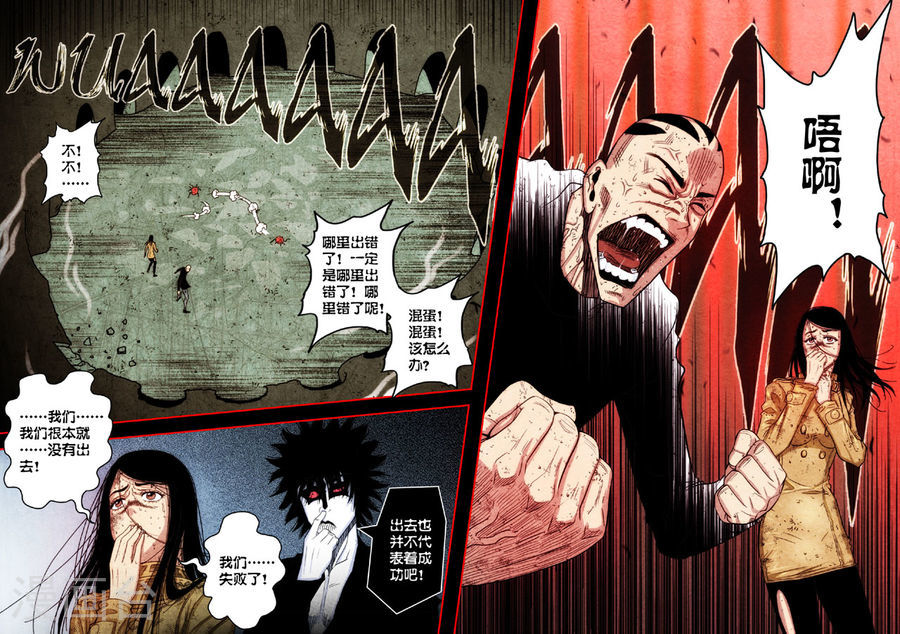 WUAAAAAAA
不！
不！
……
哪里出错
了！一定
是哪里出
错了！哪
里错了呢！
混蛋！
混蛋！
该怎么
办？
唔啊！
……我们……
我们根本就
……没有出
去！
我们……
失败了！
出去也
并不代
表着成
功吧！
漫画台